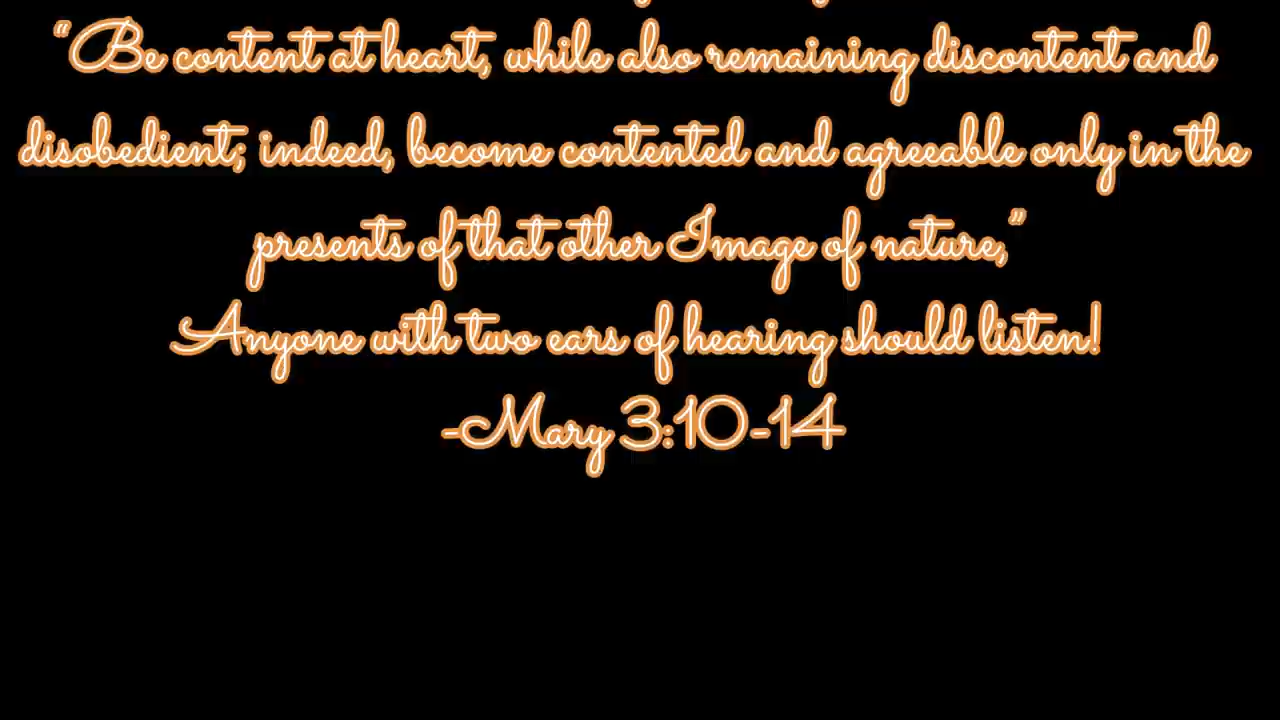 “Be content at heart, while also remaining discontent and
disobedient; indeed, become contented and agreeable only in the
presents of that other Image of nature,”
Anyone with two ears of hearing should listen!
-Mary 3:10-14